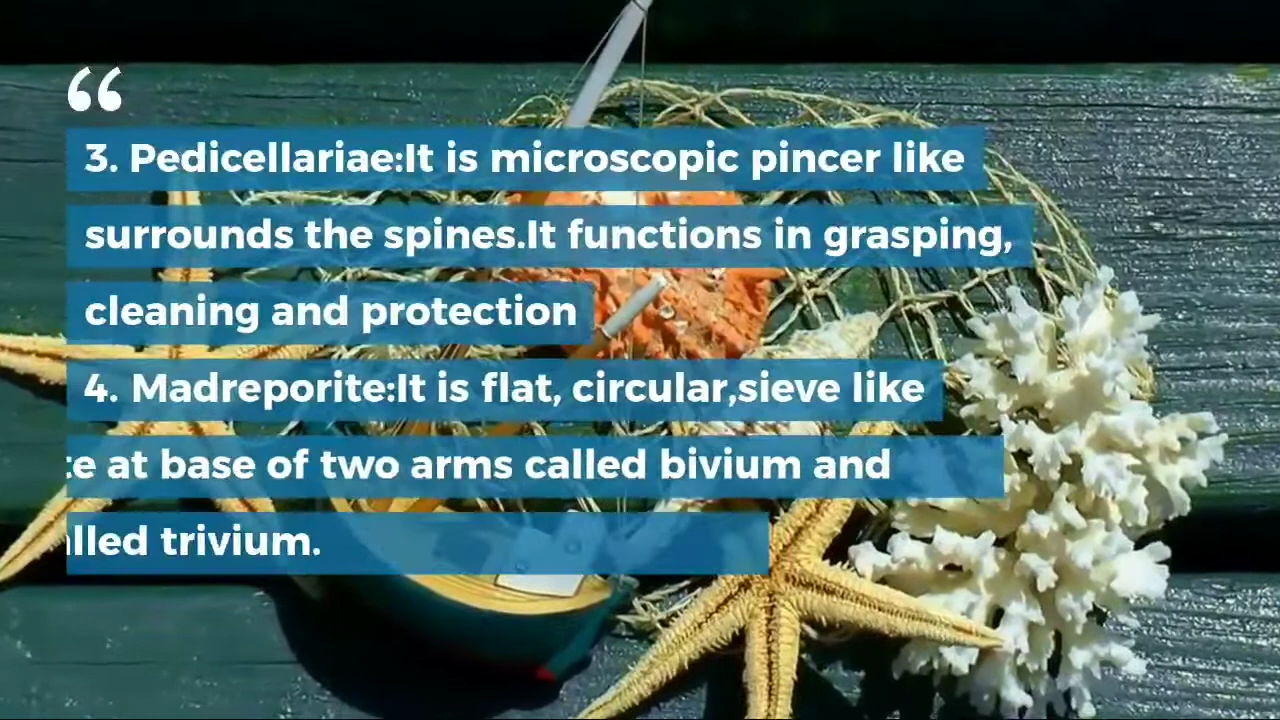 “
3. Pedicellariae:It is microscopic pincer like
surrounds the spines.It functions in grasping,
cleaning and protection
4. Madreporite:It is flat, circular,sieve like
at base of two arms called bivium and
trivium.